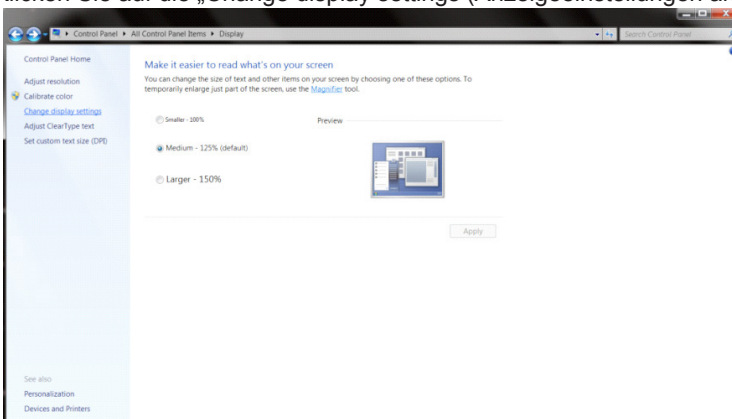 klicken Sie auf die „Change display settings (Anzeigeeinstellungen
Control Panel ▸ All Control Panel Items ▸ Display
Search Control Panel
Control Panel Home
Adjust resolution
Calibrate color
Change display settings
Adjust ClearType text
Set custom text size (DPI)
Make it easier to read what's on your screen
You can change the size of text and other items on your screen by choosing one of these options. To
temporarily enlarge just part of the screen, use the Magnifier tool.
Smaller - 100%
Preview
Medium - 125% (default)
Larger - 150%
Apply
See also
Personalization
Devices and Printers